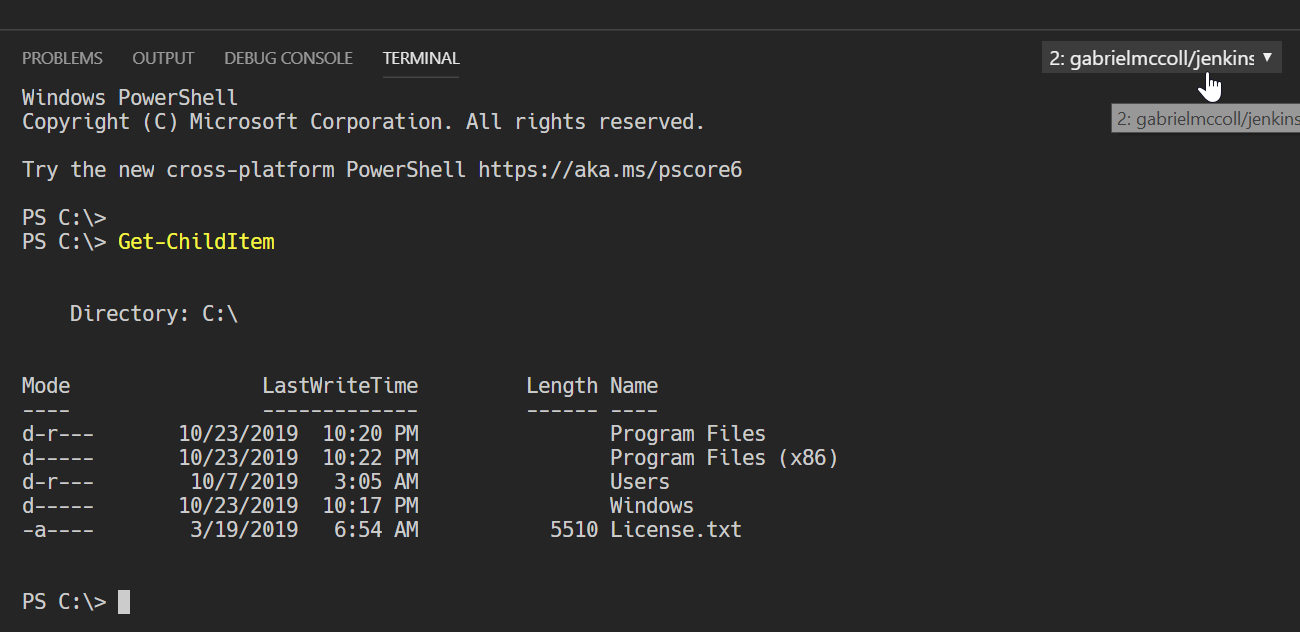 PROBLEMS OUTPUT DEBUG CONSOLE TERMINAL 2: gabrielmccoll/jenkins
2: gabrielmccoll/jenkins
Windows PowerShell
Copyright (C) Microsoft Corporation. All rights reserved.
Try the new cross-platform PowerShell https://aka.ms/pscore6
PS C:\>
PS C:\> Get-ChildItem
Directory: C:\
Mode LastWriteTime Length Name
---- ------------- ------ ----
d-r--- 10/23/2019 10:20 PM Program Files
d----- 10/23/2019 10:22 PM Program Files (x86)
d-r--- 10/7/2019 3:05 AM Users
d----- 10/23/2019 10:17 PM Windows
-a---- 3/19/2019 6:54 AM 5510 License.txt
PS C:\>